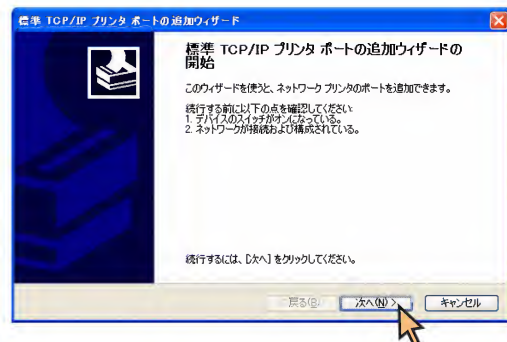 標準 TCP/IP プリンタ ポートの追加ウィザード
標準 TCP/IP プリンタ ポートの追加ウィザードの
開始
このウィザードを使うと、ネットワーク プリンタのポートを追加できます。
続行する前に以下の点を確認してください:
1. デバイスのスイッチがオンになっている。
2. ネットワークが接続および構成されている。
続行するには、[次へ] をクリックしてください。
< 戻る(B)
次へ(N) >
キャンセル